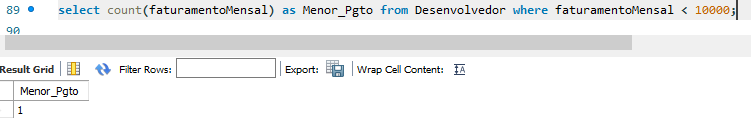 89 select count(faturamentoMensal) as Menor_Pgto from Desenvolvedor where faturamentoMensal < 10000;
90
Result Grid Filter Rows: Export: Wrap Cell Content: IA
Menor_Pgto
1